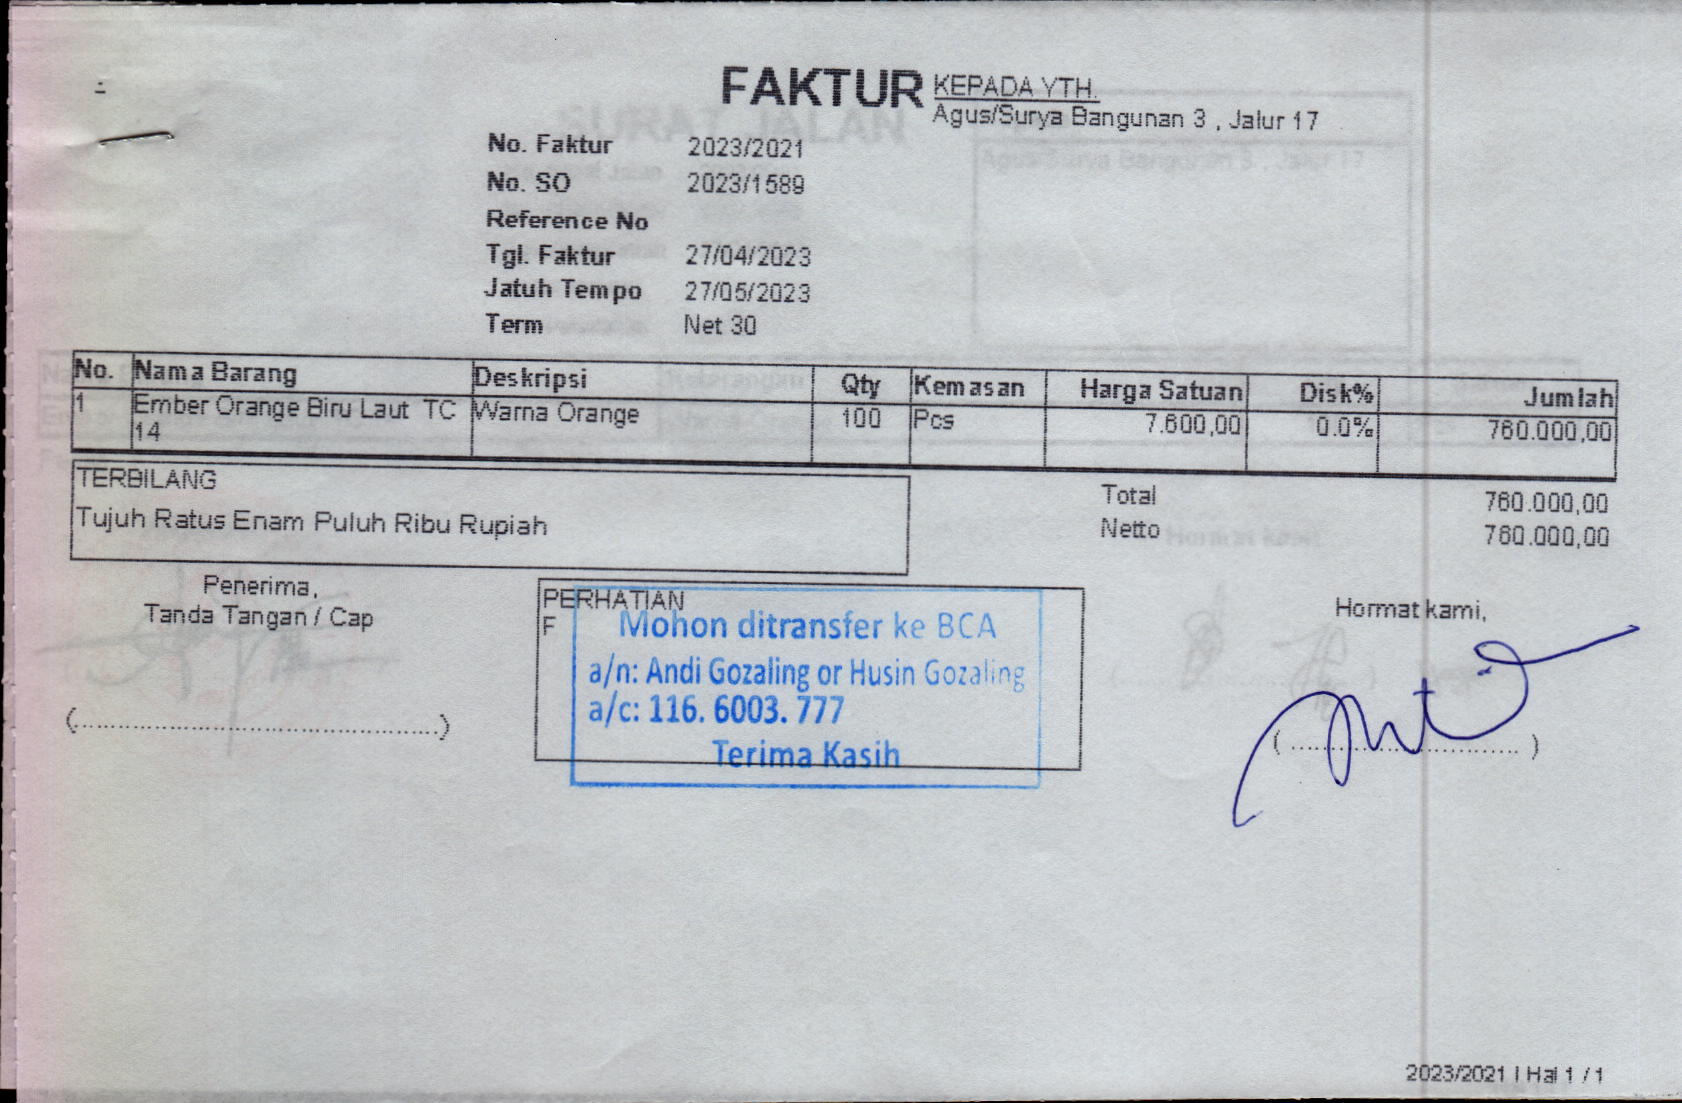 FAKTUR
KEPADA YTH.
Agus/Surya Bangunan 3 , Jalur 17
No. Faktur 2023/2021
No. SO 2023/1589
Reference No
Tgl. Faktur 27/04/2023
Jatuh Tempo 27/05/2023
Term Net 30
No. Nama Barang Deskripsi Qty Kemasan Harga Satuan Disk% Jumlah
1 Ember Orange Biru Laut TC Warna Orange 100 Pcs 7.600,00 0.0% 760.000,00
14
TERBILANG
Tujuh Ratus Enam Puluh Ribu Rupiah
Total 760.000,00
Netto 760.000,00
Penerima,
Tanda Tangan / Cap
(........................................................)
PERHATIAN
F
Mohon ditransfer ke BCA
a/n: Andi Gozaling or Husin Gozaling
a/c: 116. 6003. 777
Terima Kasih
Hormat kami,
( ................................... )
2023/2021 | Hal 1 / 1